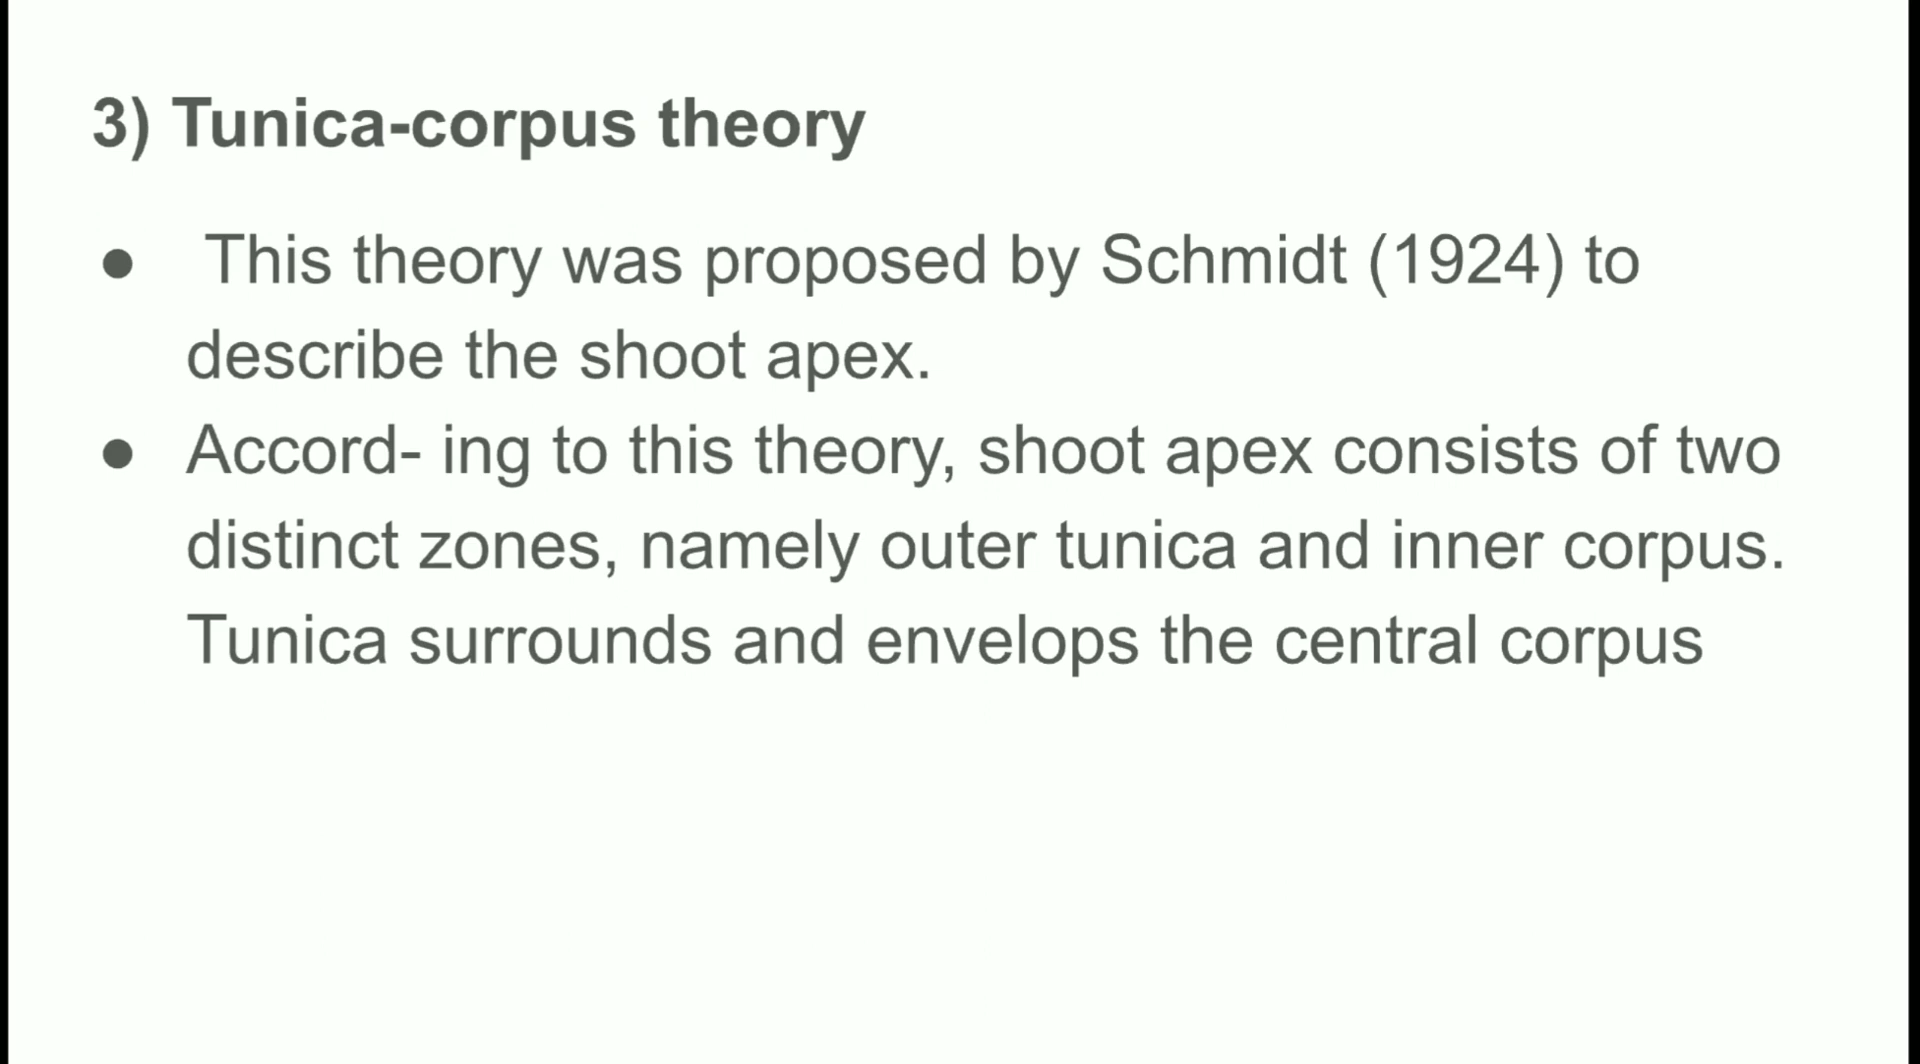 3) Tunica-corpus theory
● This theory was proposed by Schmidt (1924) to
describe the shoot apex.
● Accord- ing to this theory, shoot apex consists of two
distinct zones, namely outer tunica and inner corpus.
Tunica surrounds and envelops the central corpus